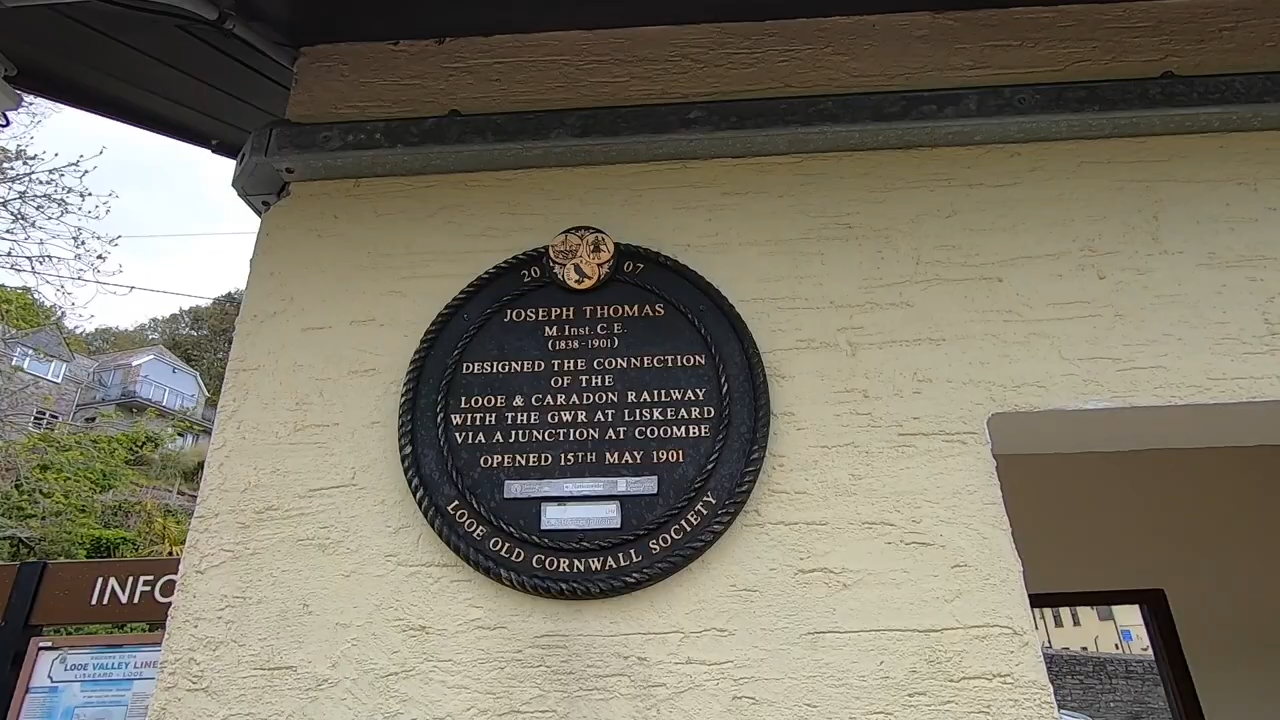 20 07
JOSEPH THOMAS
M. Inst. C. E.
(1838-1901)
DESIGNED THE CONNECTION
OF THE
LOOE & CARADON RAILWAY
WITH THE GWR AT LISKEARD
VIA A JUNCTION AT COOMBE
OPENED 15TH MAY 1901
LOOE OLD CORNWALL SOCIETY
INFO
LOOE VALLEY LINE
LISKEARD - LOOE